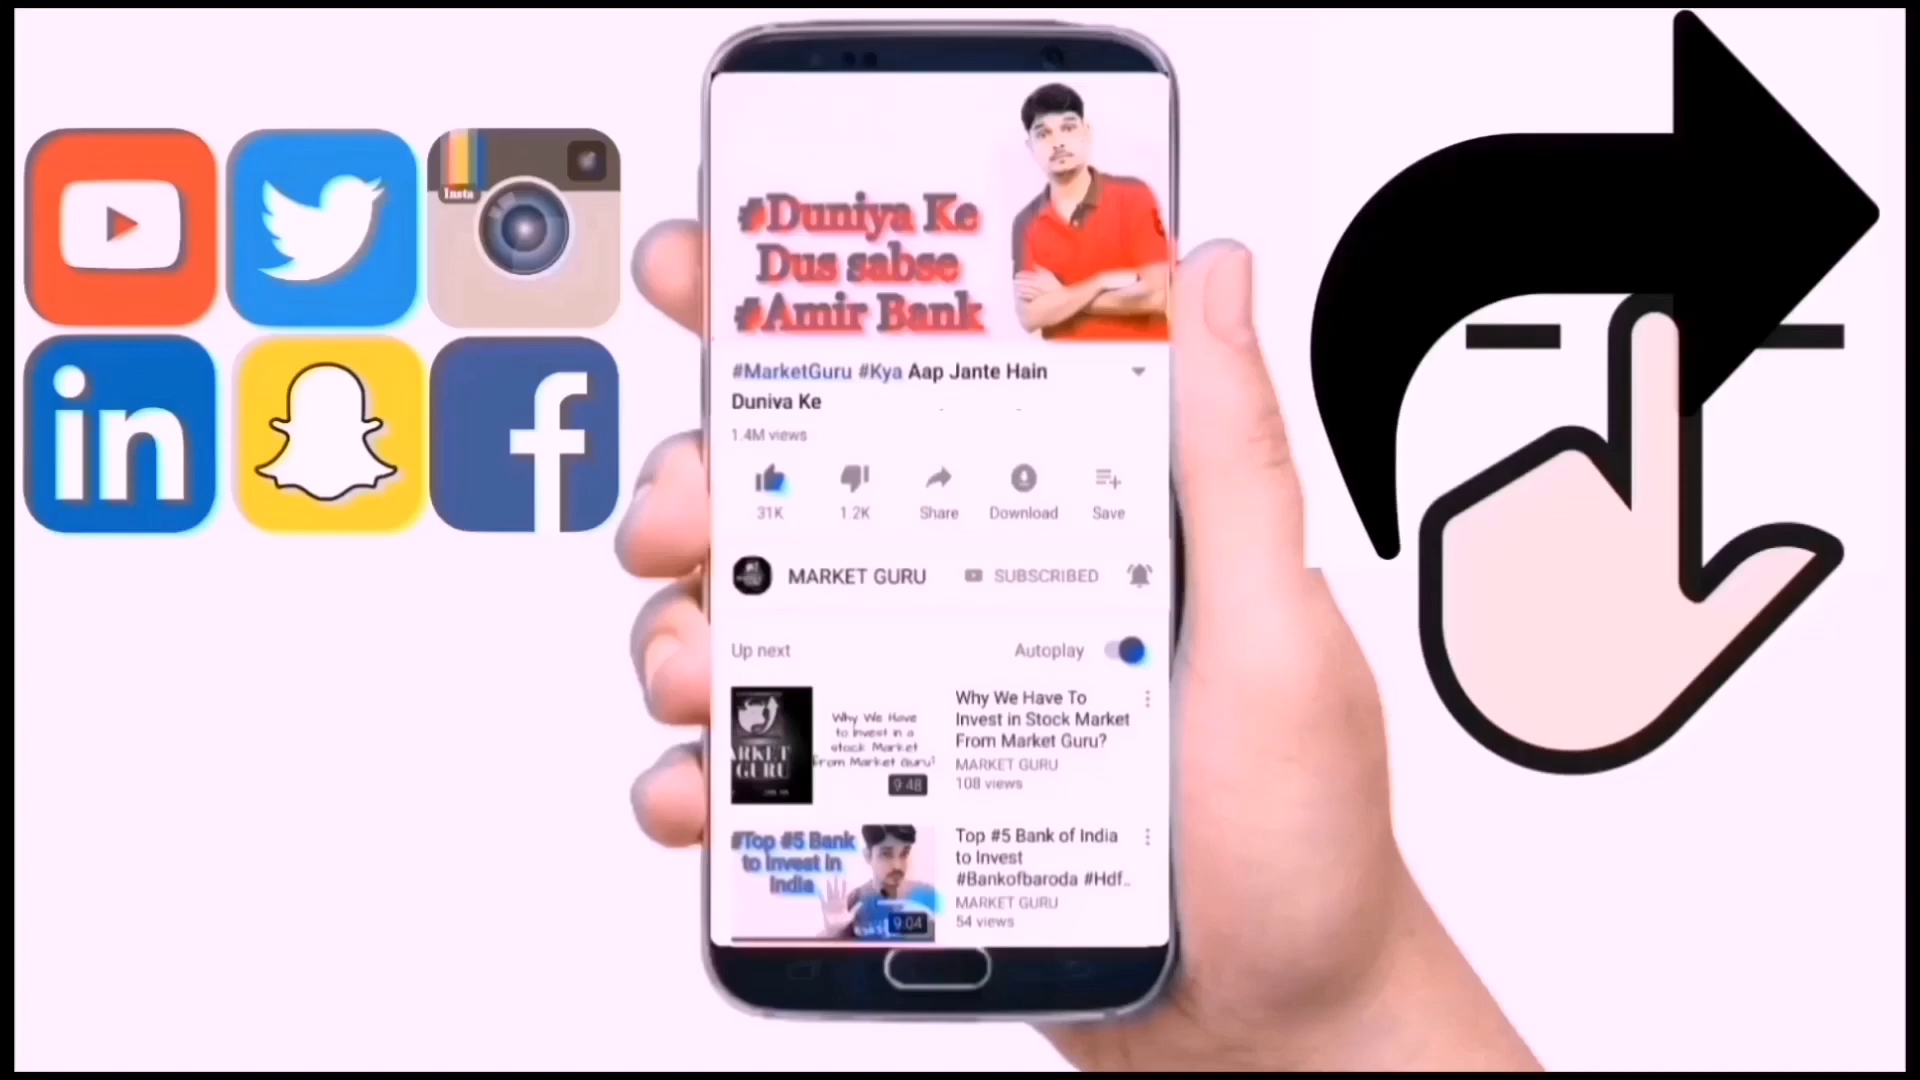 Insta
in
f
#Duniya Ke
Dus sabse
#Amir Bank
#MarketGuru #Kya Aap Jante Hain
Duniva Ke
1.4M views
31K
1.2K
Share
Download
Save
MARKET GURU
SUBSCRIBED
Up next
Autoplay
ARKET
GURU
Why We Have
to invest in a
stock Market
From Market Guru?
9:48
Why We Have To
Invest in Stock Market
From Market Guru?
MARKET GURU
108 views
#Top #5 Bank
to Invest in
India
9:04
Top #5 Bank of India
to Invest
#Bankofbaroda #Hdf..
MARKET GURU
54 views